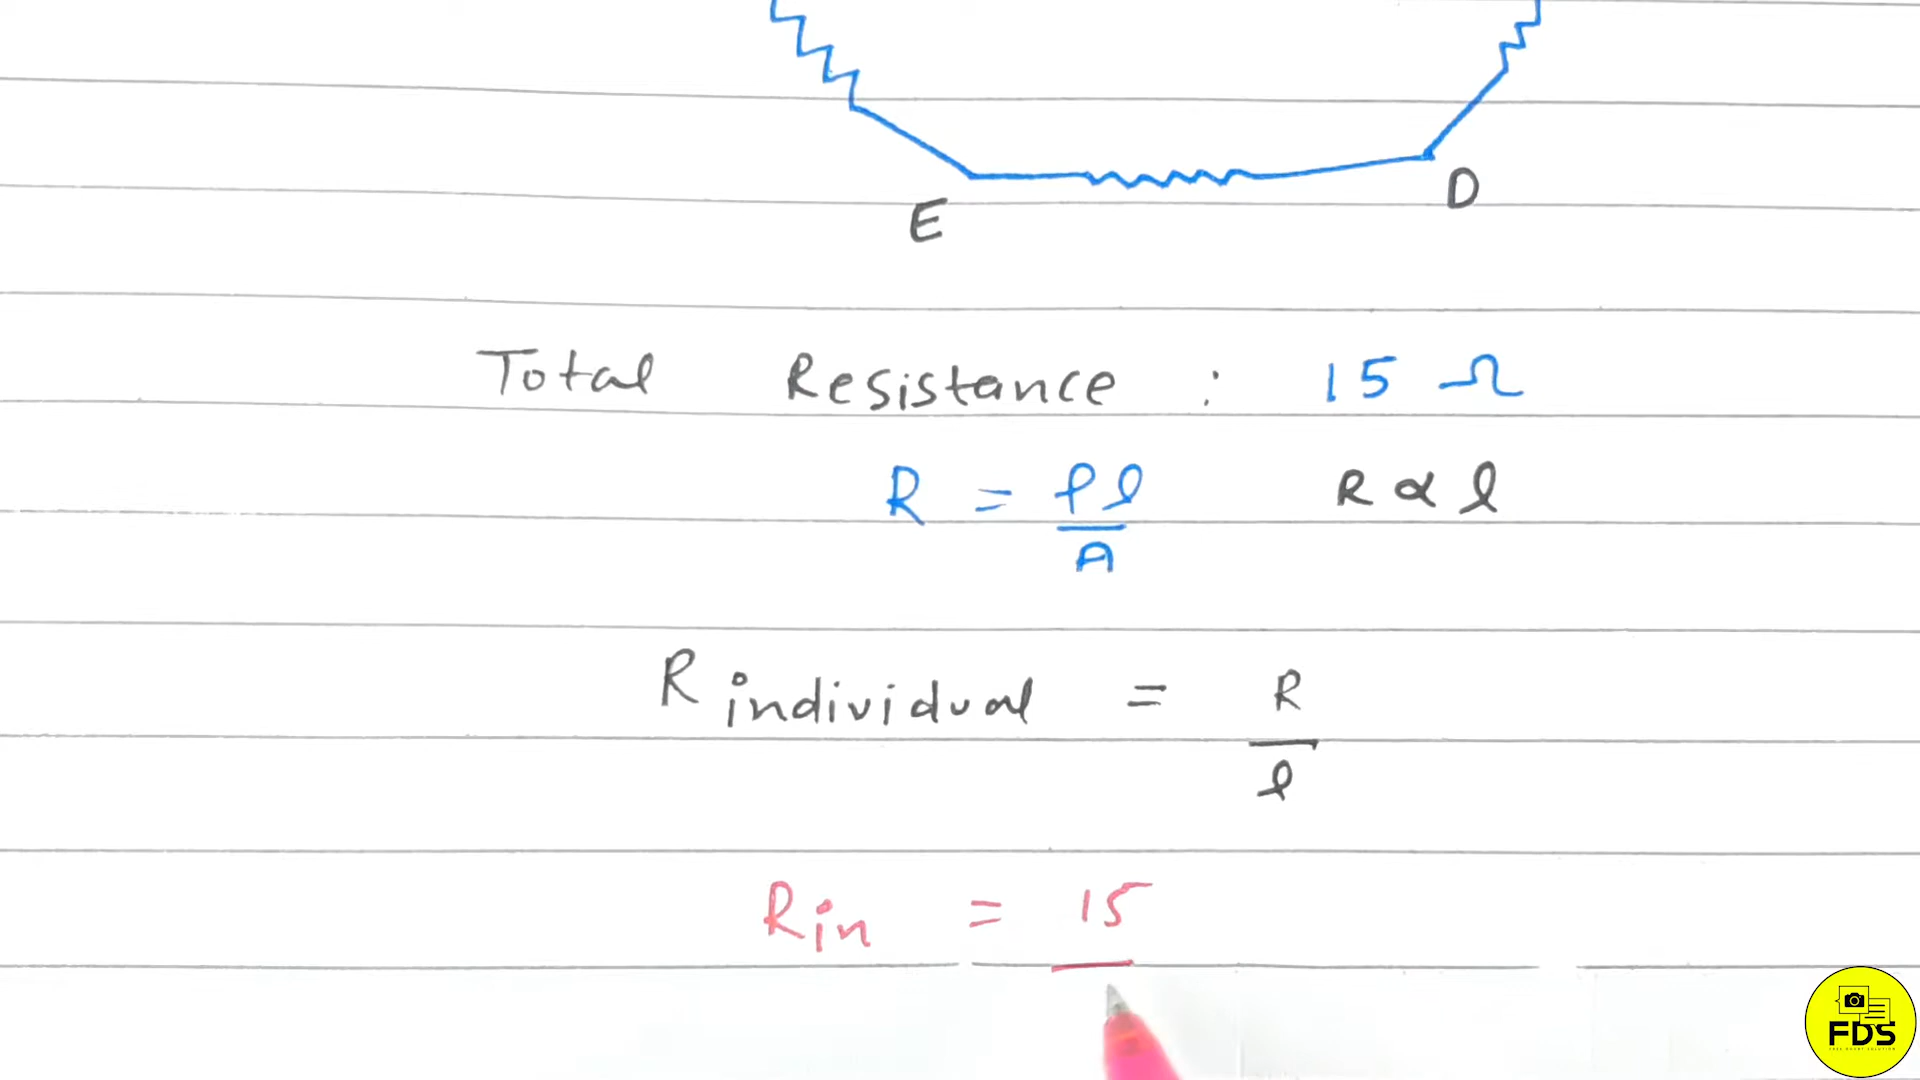 E D
Total Resistance : 15 Ω
R = ρl / A R ∝ l
R individual = R / l
Rin = 15
FDS